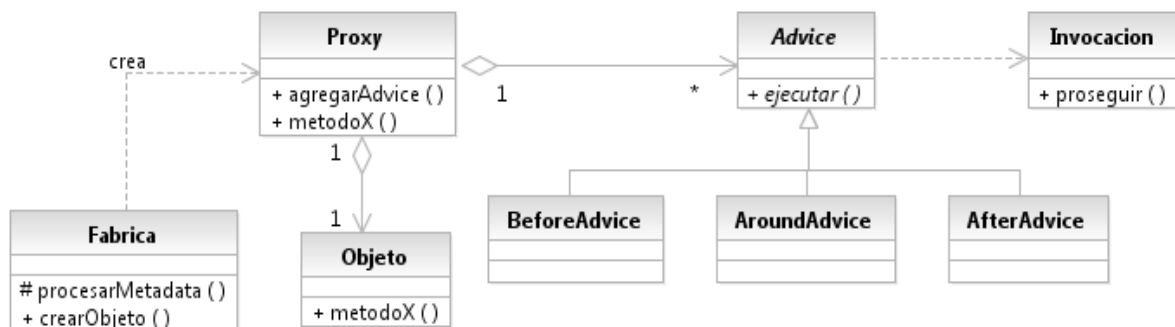 Proxy
+ agregarAdvice ( )
+ metodoX ( )
Advice
+ ejecutar ( )
Invocacion
+ proseguir ( )
crea
1
*
1
1
Fabrica
# procesarMetadata ( )
+ crearObjeto ( )
Objeto
+ metodoX ( )
BeforeAdvice
AroundAdvice
AfterAdvice